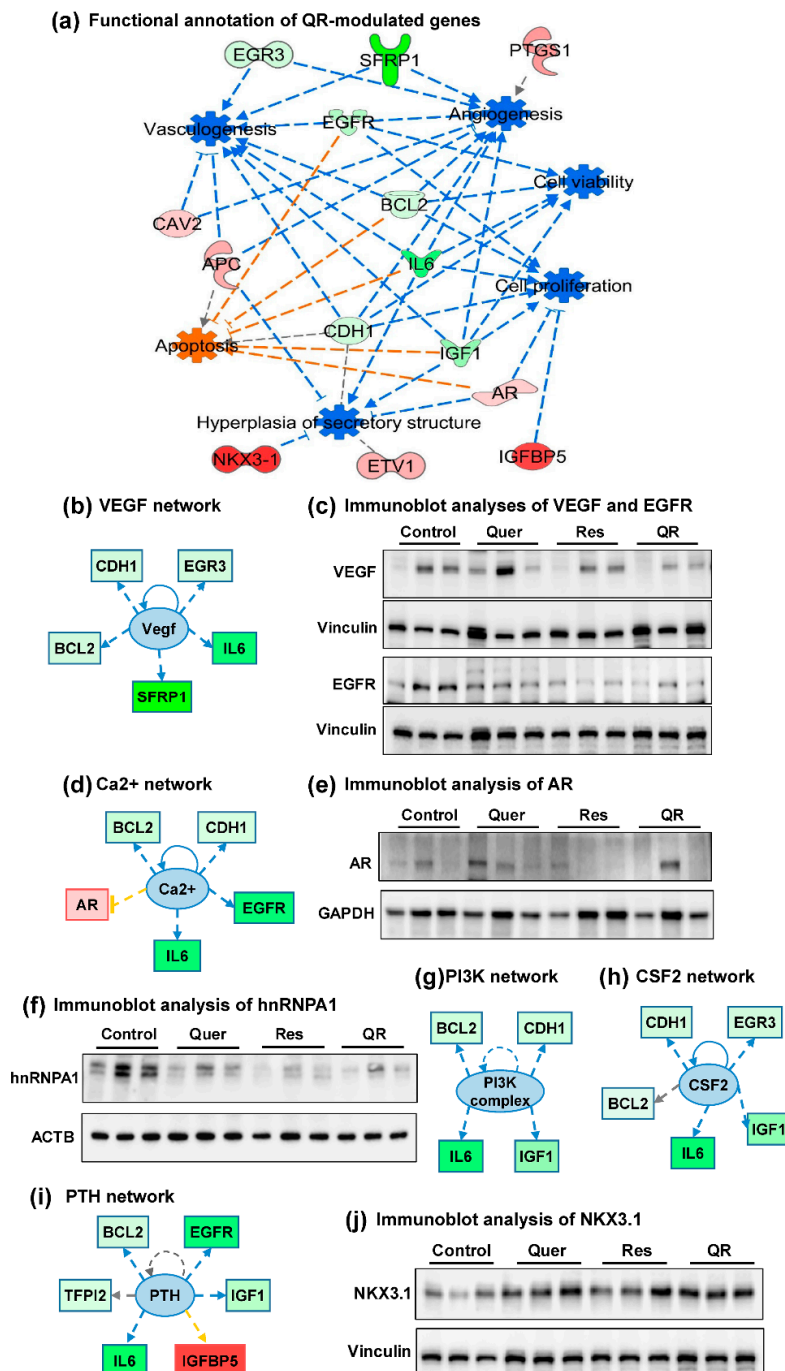 (a) Functional annotation of QR-modulated genes
EGR3
SFRP1
PTGS1
Vasculogenesis
EGFR
Angiogenesis
Cell viability
CAV2
BCL2
APC
IL6
Cell proliferation
Apoptosis
CDH1
IGF1
AR
Hyperplasia of secretory structure
NKX3-1
ETV1
IGFBP5
(b) VEGF network
CDH1 EGR3
Vegf
BCL2 IL6
SFRP1
(c) Immunoblot analyses of VEGF and EGFR
Control Quer Res QR
VEGF
Vinculin
EGFR
Vinculin
(d) Ca2+ network
BCL2 CDH1
Ca2+
AR EGFR
IL6
(e) Immunoblot analysis of AR
Control Quer Res QR
AR
GAPDH
(f) Immunoblot analysis of hnRNPA1
Control Quer Res QR
hnRNPA1
ACTB
(g)PI3K network
BCL2 CDH1
PI3K
complex
IL6 IGF1
(h) CSF2 network
CDH1 EGR3
CSF2
BCL2
IGF1
IL6
(i) PTH network
BCL2 EGFR
TFPI2 PTH IGF1
IL6 IGFBP5
(j) Immunoblot analysis of NKX3.1
Control Quer Res QR
NKX3.1
Vinculin